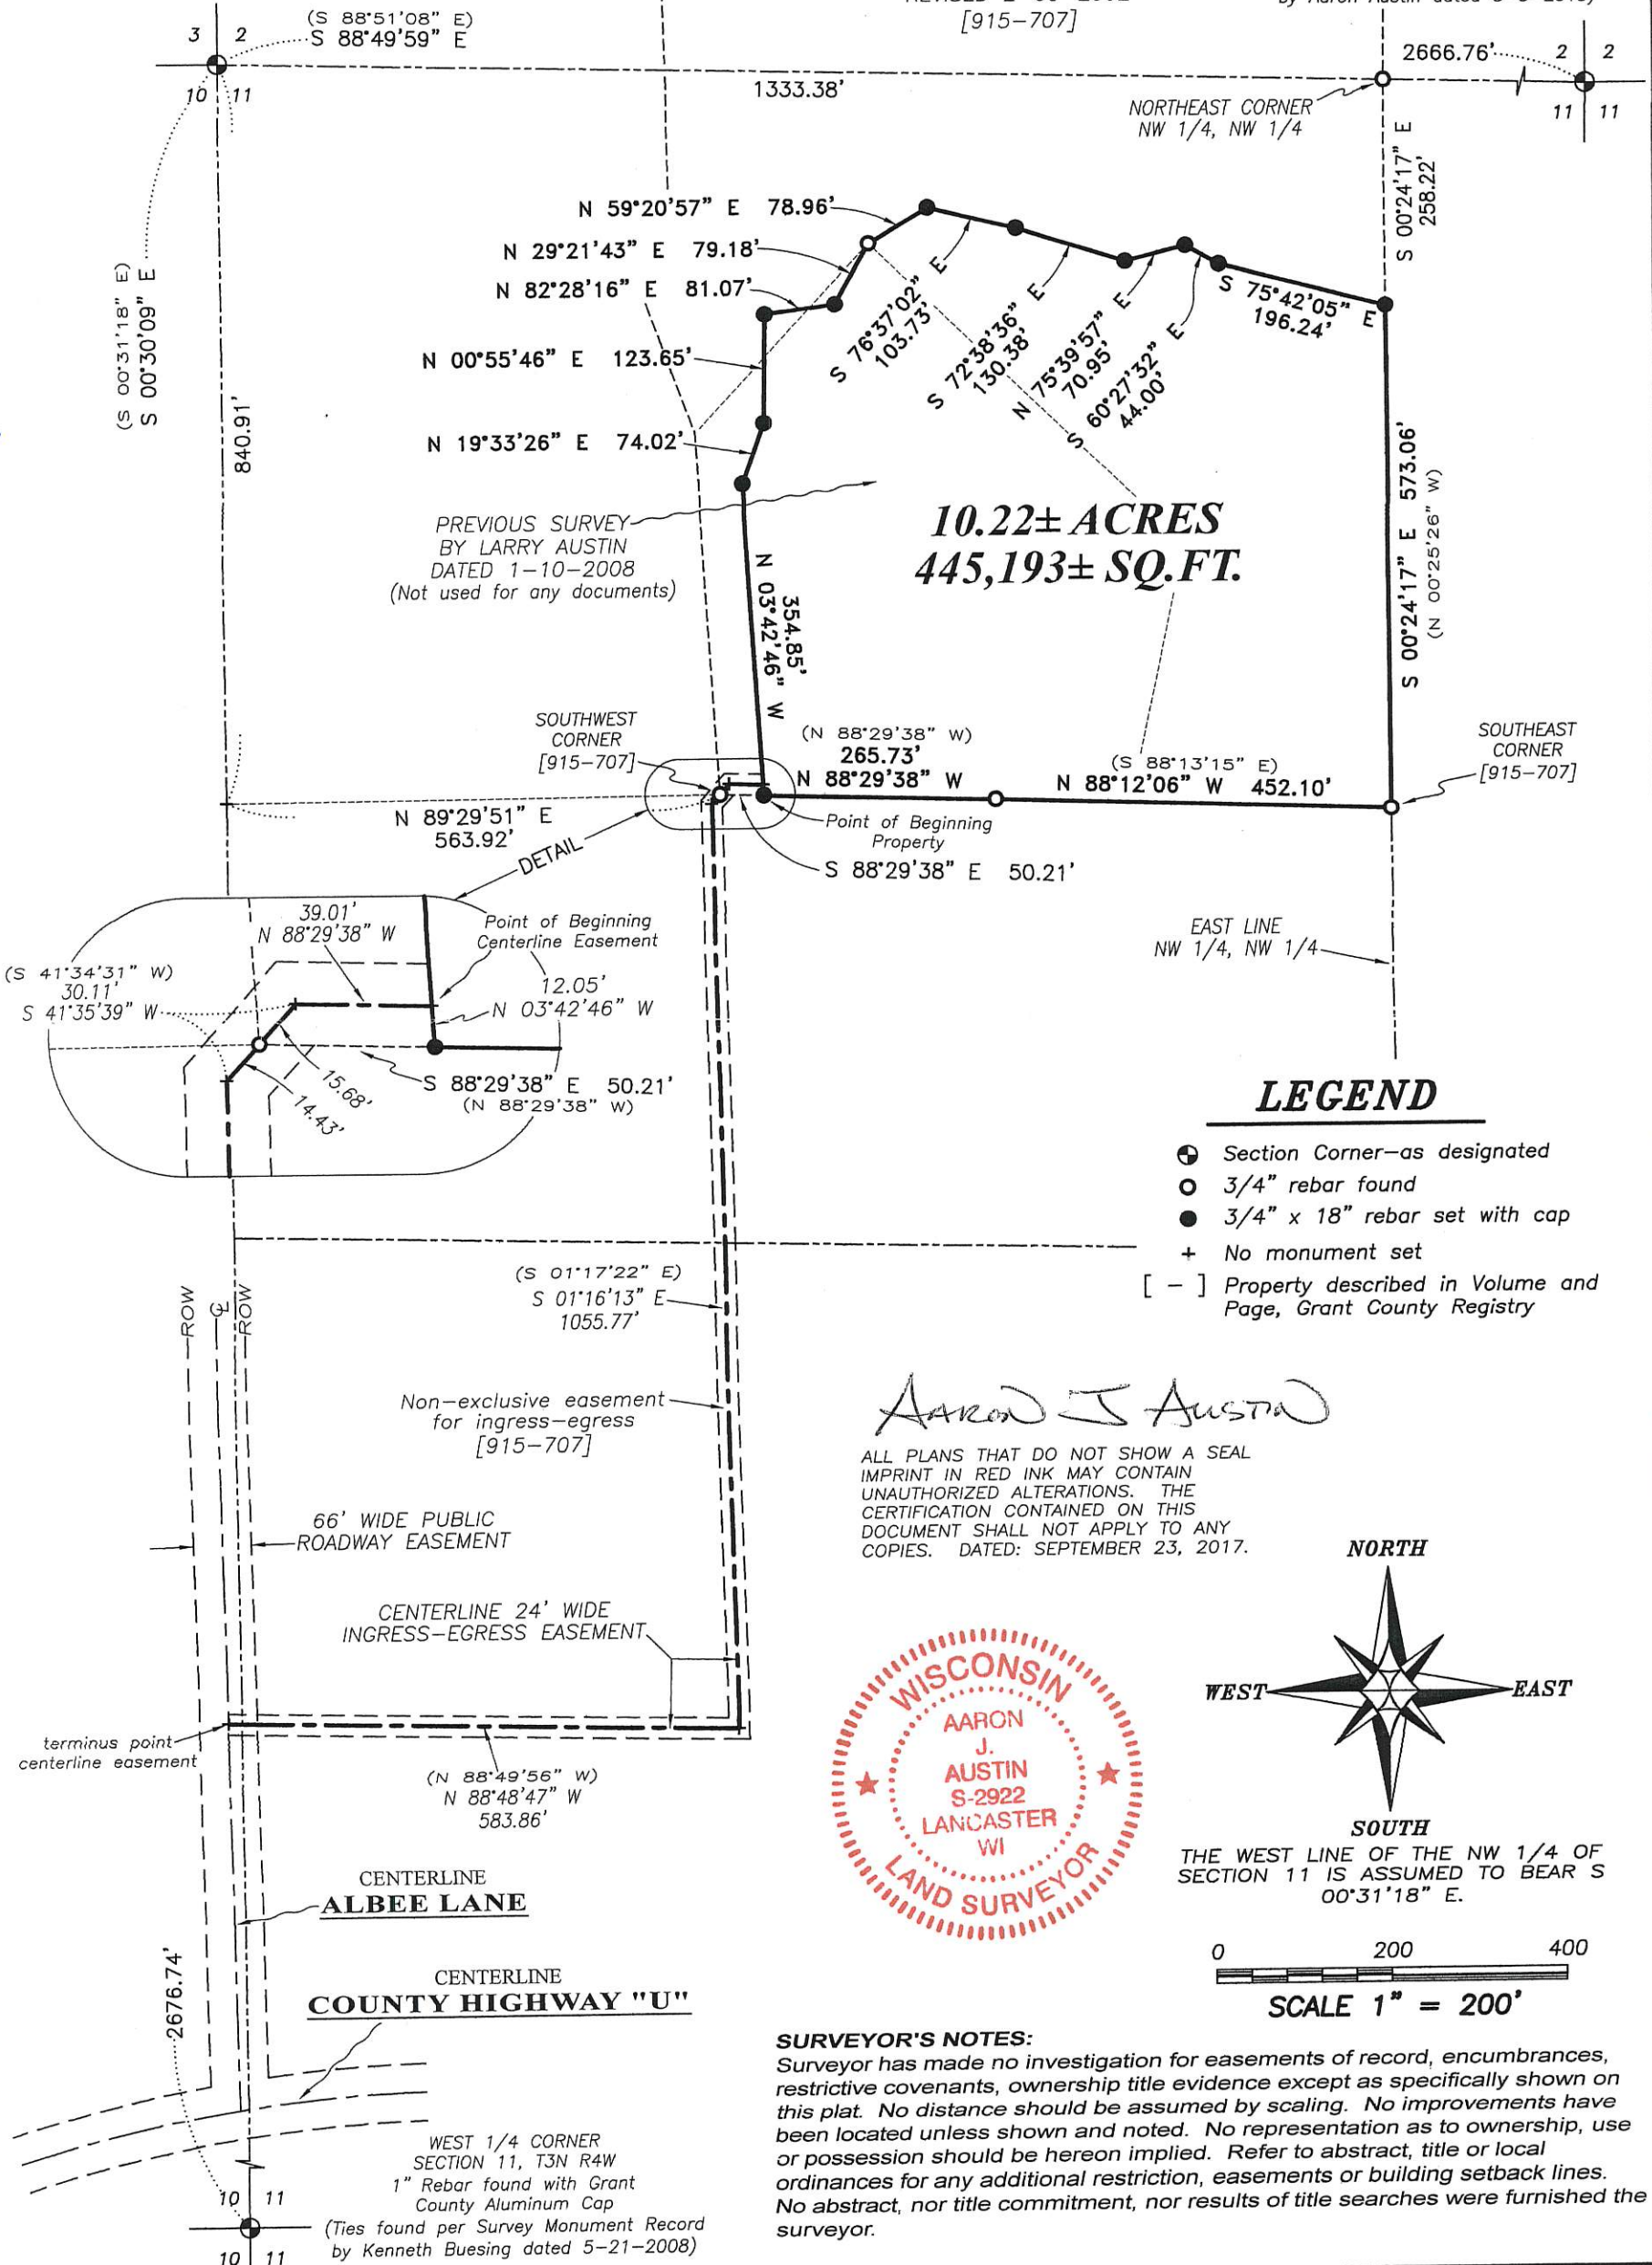 [915-707]
(S 88°51'08" E)
S 88°49'59" E
3 2
10 11
1333.38'
2666.76'
2 2
11 11
NORTHEAST CORNER
NW 1/4, NW 1/4
S 00°24'17" E
258.22'
(S 00°31'18" E)
S 00°30'09" E
840.91'
N 59°20'57" E 78.96'
N 29°21'43" E 79.18'
N 82°28'16" E 81.07'
N 00°55'46" E 123.65'
N 19°33'26" E 74.02'
S 76°37'02" E
103.73'
S 72°38'36" E
130.38'
N 75°39'57" E
70.95'
S 60°27'32" E
44.00'
S 75°42'05" E
196.24'
PREVIOUS SURVEY
BY LARRY AUSTIN
DATED 1-10-2008
(Not used for any documents)
10.22± ACRES
445,193± SQ.FT.
354.85'
N 03°42'46" W
S 00°24'17" E 573.06'
(N 00°25'26" W)
SOUTHWEST
CORNER
[915-707]
(N 88°29'38" W)
265.73'
N 88°29'38" W
(S 88°13'15" E)
N 88°12'06" W 452.10'
SOUTHEAST
CORNER
[915-707]
N 89°29'51" E
563.92'
DETAIL
Point of Beginning
Property
S 88°29'38" E 50.21'
39.01'
N 88°29'38" W
Point of Beginning
Centerline Easement
(S 41°34'31" W)
30.11'
S 41°35'39" W
12.05'
N 03°42'46" W
15.68'
14.43'
S 88°29'38" E 50.21'
(N 88°29'38" W)
EAST LINE
NW 1/4, NW 1/4
LEGEND
Section Corner-as designated
3/4" rebar found
3/4" x 18" rebar set with cap
+ No monument set
[ - ] Property described in Volume and
Page, Grant County Registry
(S 01°17'22" E)
S 01°16'13" E
1055.77'
ROW
℄
ROW
Non-exclusive easement
for ingress-egress
[915-707]
66' WIDE PUBLIC
ROADWAY EASEMENT
CENTERLINE 24' WIDE
INGRESS-EGRESS EASEMENT
terminus point
centerline easement
(N 88°49'56" W)
N 88°48'47" W
583.86'
AARON J AUSTIN
ALL PLANS THAT DO NOT SHOW A SEAL
IMPRINT IN RED INK MAY CONTAIN
UNAUTHORIZED ALTERATIONS. THE
CERTIFICATION CONTAINED ON THIS
DOCUMENT SHALL NOT APPLY TO ANY
COPIES. DATED: SEPTEMBER 23, 2017.
WISCONSIN
AARON
J.
AUSTIN
S-2922
LANCASTER
WI
LAND SURVEYOR
NORTH
WEST
EAST
SOUTH
THE WEST LINE OF THE NW 1/4 OF
SECTION 11 IS ASSUMED TO BEAR S
00°31'18" E.
0 200 400
SCALE 1" = 200'
CENTERLINE
ALBEE LANE
CENTERLINE
COUNTY HIGHWAY "U"
2676.74'
WEST 1/4 CORNER
SECTION 11, T3N R4W
1" Rebar found with Grant
County Aluminum Cap
(Ties found per Survey Monument Record
by Kenneth Buesing dated 5-21-2008)
10 11
10 11
SURVEYOR'S NOTES:
Surveyor has made no investigation for easements of record, encumbrances,
restrictive covenants, ownership title evidence except as specifically shown on
this plat. No distance should be assumed by scaling. No improvements have
been located unless shown and noted. No representation as to ownership, use
or possession should be hereon implied. Refer to abstract, title or local
ordinances for any additional restriction, easements or building setback lines.
No abstract, nor title commitment, nor results of title searches were furnished the
surveyor.